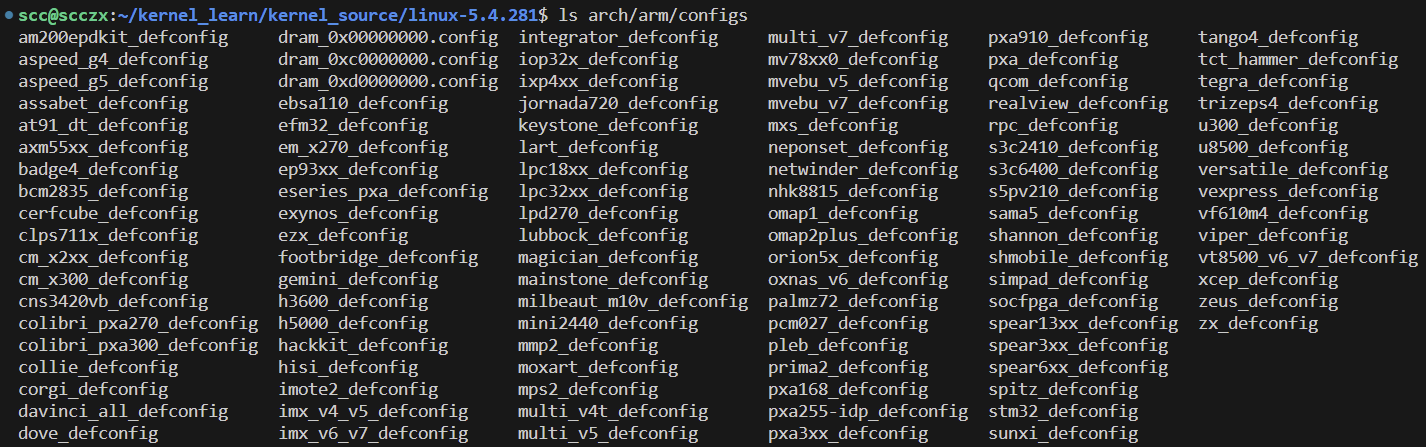 scc@scczx:~/kernel_learn/kernel_source/linux-5.4.281$ ls arch/arm/configs
am200epdkit_defconfig dram_0x00000000.config integrator_defconfig multi_v7_defconfig pxa910_defconfig tango4_defconfig
aspeed_g4_defconfig dram_0xc0000000.config iop32x_defconfig mv78xx0_defconfig pxa_defconfig tct_hammer_defconfig
aspeed_g5_defconfig dram_0xd0000000.config ixp4xx_defconfig mvebu_v5_defconfig qcom_defconfig tegra_defconfig
assabet_defconfig ebsa110_defconfig jornada720_defconfig mvebu_v7_defconfig realview_defconfig trizeps4_defconfig
at91_dt_defconfig efm32_defconfig keystone_defconfig mxs_defconfig rpc_defconfig u300_defconfig
axm55xx_defconfig em_x270_defconfig lart_defconfig neponset_defconfig s3c2410_defconfig u8500_defconfig
badge4_defconfig ep93xx_defconfig lpc18xx_defconfig netwinder_defconfig s3c6400_defconfig versatile_defconfig
bcm2835_defconfig eseries_pxa_defconfig lpc32xx_defconfig nhk8815_defconfig s5pv210_defconfig vexpress_defconfig
cerfcube_defconfig exynos_defconfig lpd270_defconfig omap1_defconfig sama5_defconfig vf610m4_defconfig
clps711x_defconfig ezx_defconfig lubbock_defconfig omap2plus_defconfig shannon_defconfig viper_defconfig
cm_x2xx_defconfig footbridge_defconfig magician_defconfig orion5x_defconfig shmobile_defconfig vt8500_v6_v7_defconfig
cm_x300_defconfig gemini_defconfig mainstone_defconfig oxnas_v6_defconfig simpad_defconfig xcep_defconfig
cns3420vb_defconfig h3600_defconfig milbeaut_m10v_defconfig palmz72_defconfig socfpga_defconfig zeus_defconfig
colibri_pxa270_defconfig h5000_defconfig mini2440_defconfig pcm027_defconfig spear13xx_defconfig zx_defconfig
colibri_pxa300_defconfig hackkit_defconfig mmp2_defconfig pleb_defconfig spear3xx_defconfig
collie_defconfig hisi_defconfig moxart_defconfig prima2_defconfig spear6xx_defconfig
corgi_defconfig imote2_defconfig mps2_defconfig pxa168_defconfig spitz_defconfig
davinci_all_defconfig imx_v4_v5_defconfig multi_v4t_defconfig pxa255-idp_defconfig stm32_defconfig
dove_defconfig imx_v6_v7_defconfig multi_v5_defconfig pxa3xx_defconfig sunxi_defconfig